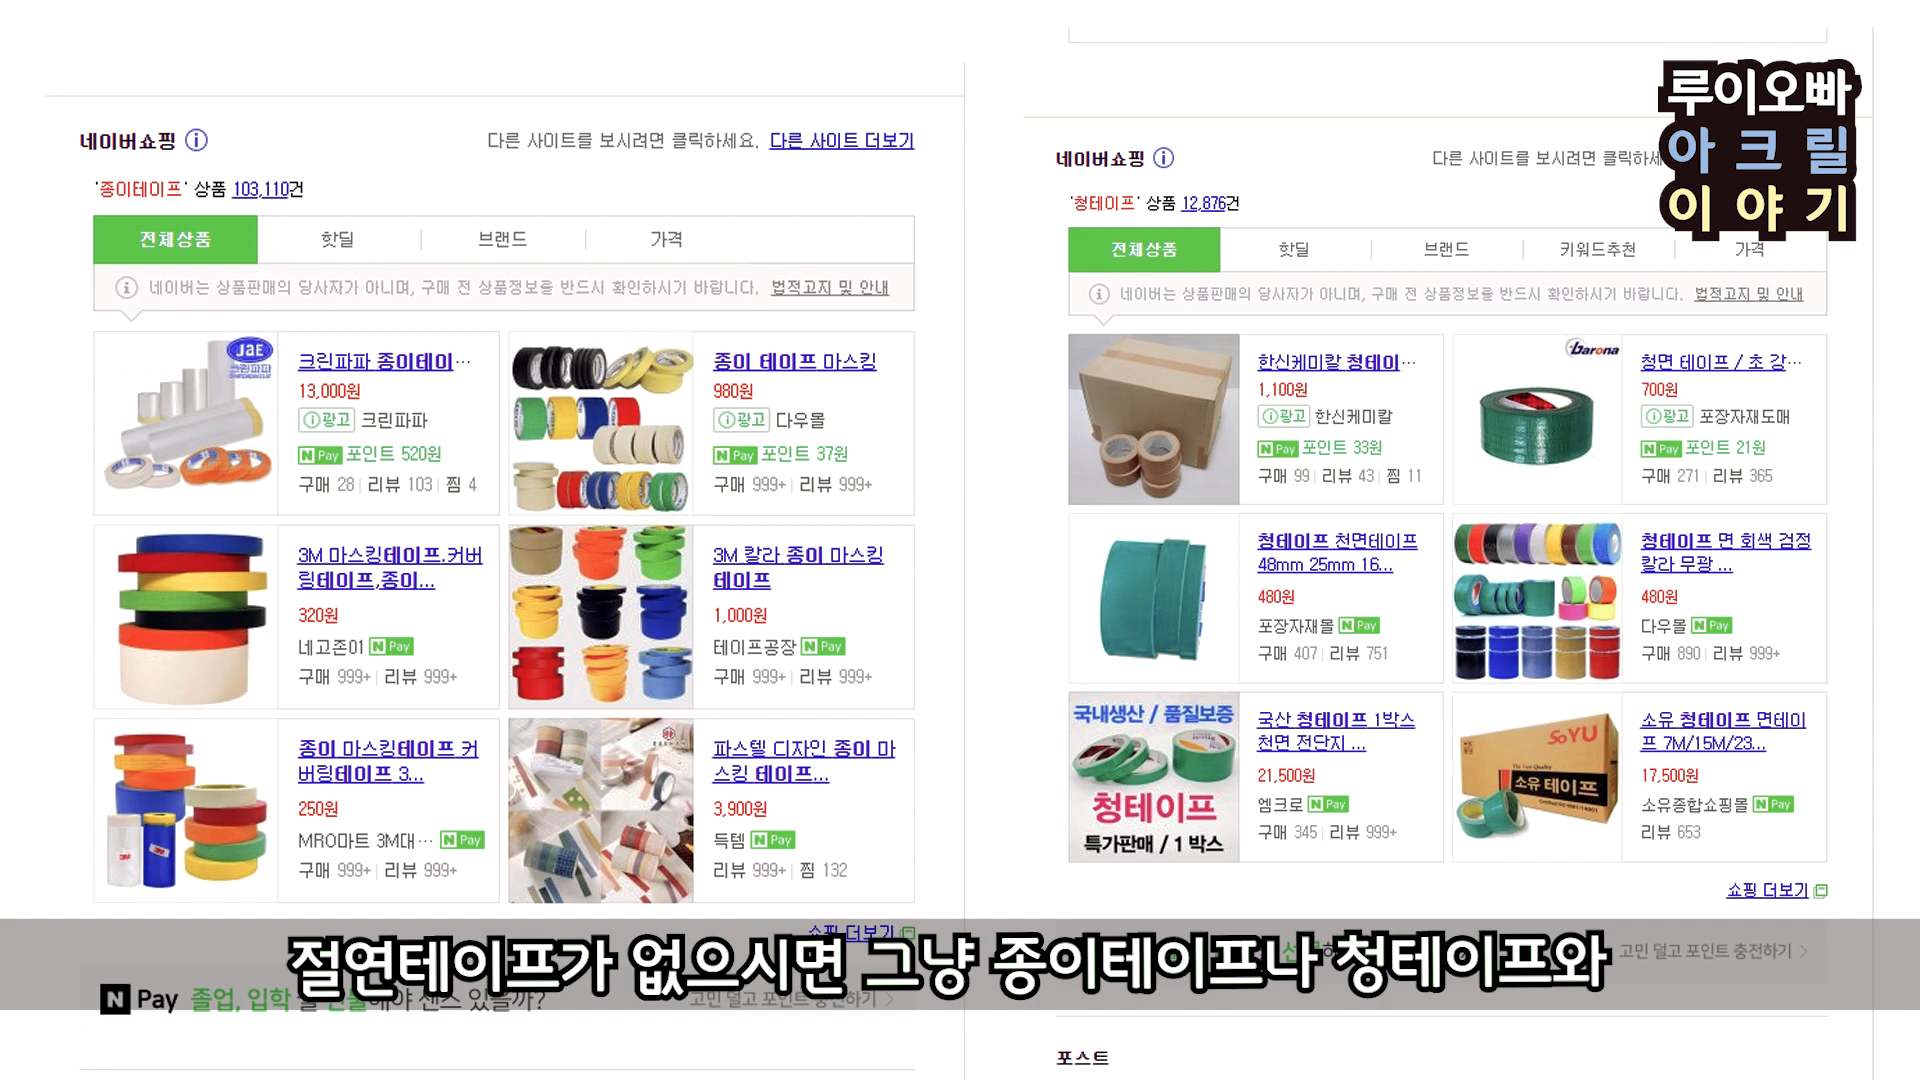 네이버쇼핑
다른 사이트를 보시려면 클릭하세요. 다른 사이트 더보기
'종이테이프' 상품 103,110건
전체상품 핫딜 브랜드 가격
네이버는 상품판매의 당사자가 아니며, 구매 전 상품정보를 반드시 확인하시기 바랍니다. 법적고지 및 안내
JaE
크린파파
크린파파 종이테이…
13,000원
광고 크린파파
N Pay 포인트 520원
구매 28 리뷰 103 찜 4
종이 테이프 마스킹
980원
광고 다우몰
N Pay 포인트 37원
구매 999+ 리뷰 999+
3M 마스킹테이프.커버
링테이프,종이...
320원
네고존01 N Pay
구매 999+ 리뷰 999+
3M 칼라 종이 마스킹
테이프
1,000원
테이프공장 N Pay
구매 999+ 리뷰 999+
3M
3M
종이 마스킹테이프 커
버링테이프 3...
250원
MRO마트 3M대… N Pay
구매 999+ 리뷰 999+
파스텔 디자인 종이 마
스킹 테이프...
3,900원
득템 N Pay
리뷰 999+ 찜 132
쇼핑 더보기
N Pay 졸업, 입학
고민 덜고 포인트 충전하기
네이버쇼핑
다른 사이트를 보시려면 클릭하세
'청테이프' 상품 12,876건
전체상품 핫딜 브랜드 키워드추천 가격
네이버는 상품판매의 당사자가 아니며, 구매 전 상품정보를 반드시 확인하시기 바랍니다. 법적고지 및 안내
한신케미칼 청테이…
1,100원
광고 한신케미칼
N Pay 포인트 33원
구매 99 리뷰 43 찜 11
barona
청면 테이프 / 초 강…
700원
광고 포장자재도매
N Pay 포인트 21원
구매 271 리뷰 365
청테이프 천면테이프
48mm 25mm 16...
480원
포장자재몰 N Pay
구매 407 리뷰 751
청테이프 면 회색 검정
칼라 무광 ...
480원
다우몰 N Pay
구매 890 리뷰 999+
국내생산 / 품질보증
청테이프
특가판매 / 1 박스
국산 청테이프 1박스
천면 전단지 ...
21,500원
엠크로 N Pay
구매 345 리뷰 999+
SoYU
소유 테이프
소유 청테이프 면테이
프 7M/15M/23...
17,500원
소유종합쇼핑몰 N Pay
리뷰 653
쇼핑 더보기
고민 덜고 포인트 충전하기
포스트
루이오빠
아크릴
이야기
절연테이프가 없으시면 그냥 종이테이프나 청테이프와